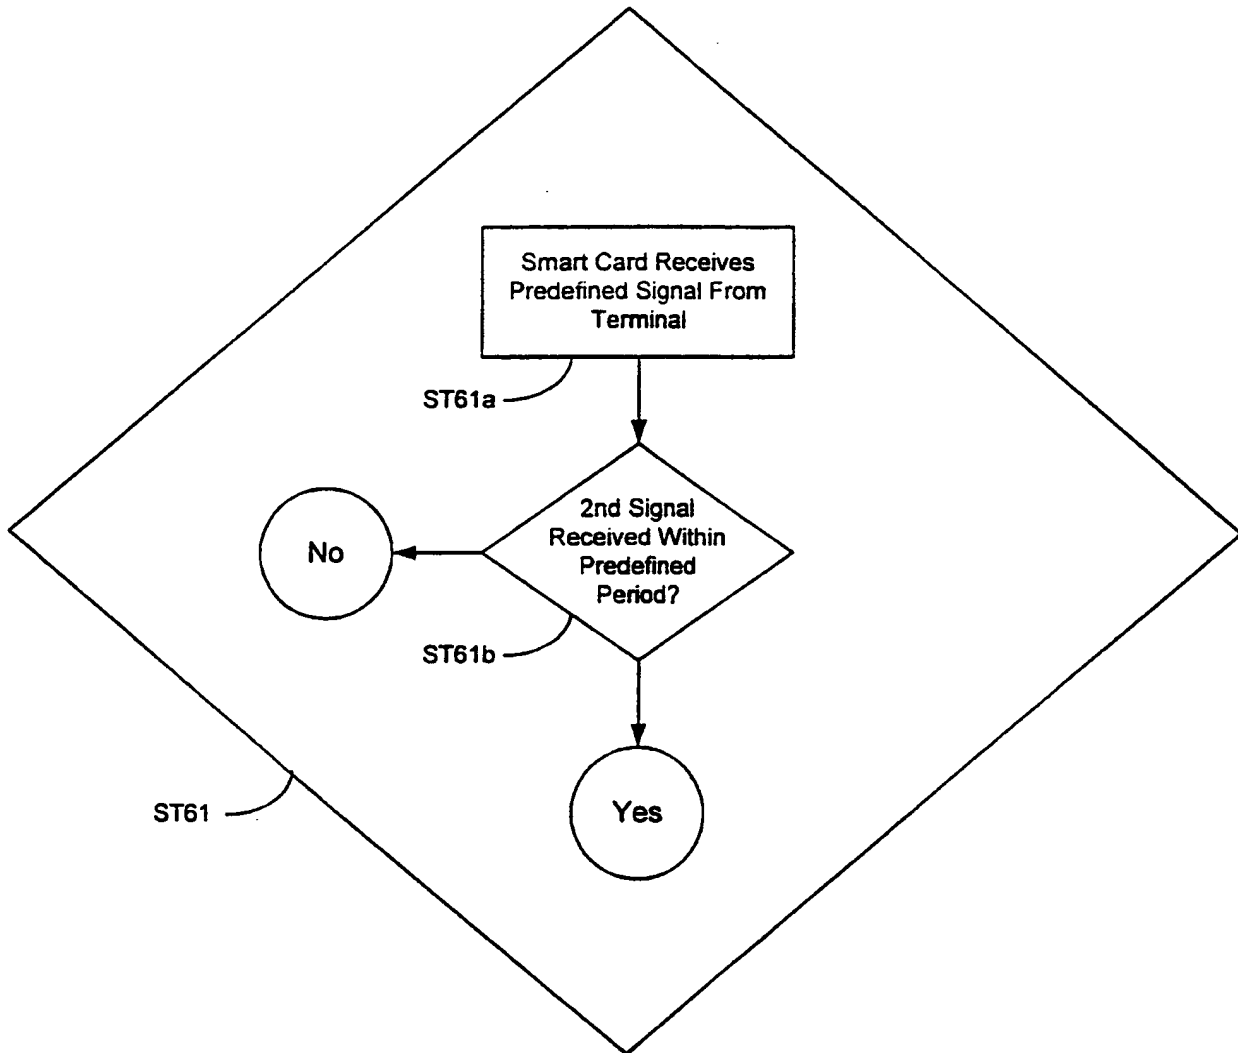 Smart Card Receives
Predefined Signal From
Terminal
ST61a
2nd Signal
Received Within
Predefined
Period?
No
ST61b
Yes
ST61